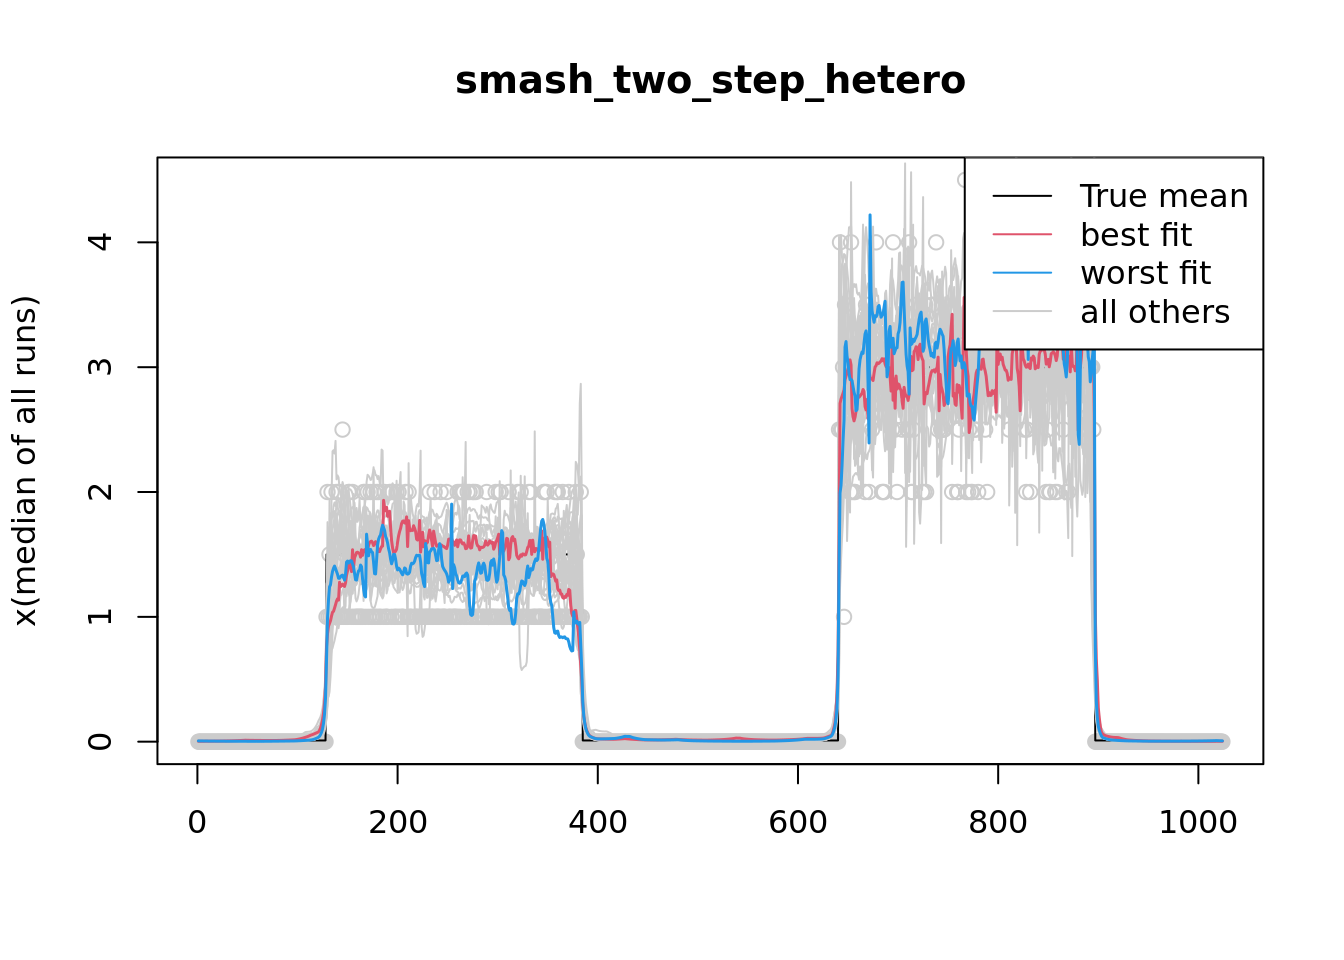 smash_two_step_hetero
True mean
best fit
worst fit
all others
x(median of all runs)
4
3
2
1
0
0 200 400 600 800 1000